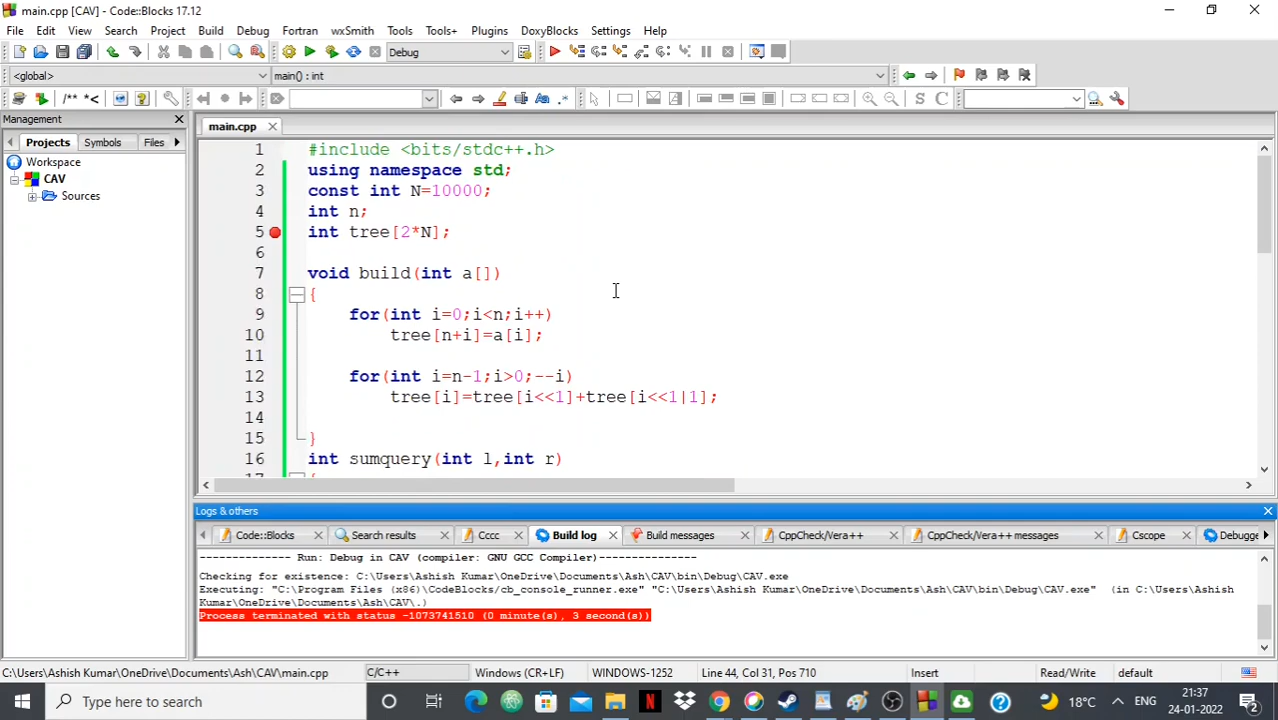 main.cpp [CAV] - Code::Blocks 17.12
File Edit View Search Project Build Debug Fortran wxSmith Tools Tools+ Plugins DoxyBlocks Settings Help
Debug
<global> main() : int
/** *<
S C
Management
Projects Symbols Files
Workspace
CAV
Sources
main.cpp
1 #include <bits/stdc++.h>
2 using namespace std;
3 const int N=10000;
4 int n;
5 int tree[2*N];
6
7 void build(int a[])
8 {
9 for(int i=0;i<n;i++)
10 tree[n+i]=a[i];
11
12 for(int i=n-1;i>0;--i)
13 tree[i]=tree[i<<1]+tree[i<<1|1];
14
15 }
16 int sumquery(int l,int r)
Logs & others
Code::Blocks Search results Cccc Build log Build messages CppCheck/Vera++ CppCheck/Vera++ messages Cscope Debugge
-------------- Run: Debug in CAV (compiler: GNU GCC Compiler)---------------
Checking for existence: C:\Users\Ashish Kumar\OneDrive\Documents\Ash\CAV\bin\Debug\CAV.exe
Executing: "C:\Program Files (x86)\CodeBlocks/cb_console_runner.exe" "C:\Users\Ashish Kumar\OneDrive\Documents\Ash\CAV\bin\Debug\CAV.exe" (in C:\Users\Ashish
Kumar\OneDrive\Documents\Ash\CAV\.)
Process terminated with status -1073741510 (0 minute(s), 3 second(s))
C:\Users\Ashish Kumar\OneDrive\Documents\Ash\CAV\main.cpp C/C++ Windows (CR+LF) WINDOWS-1252 Line 44, Col 31, Pos 710 Insert Read/Write default
Type here to search
18°C ENG 21:37
24-01-2022
2